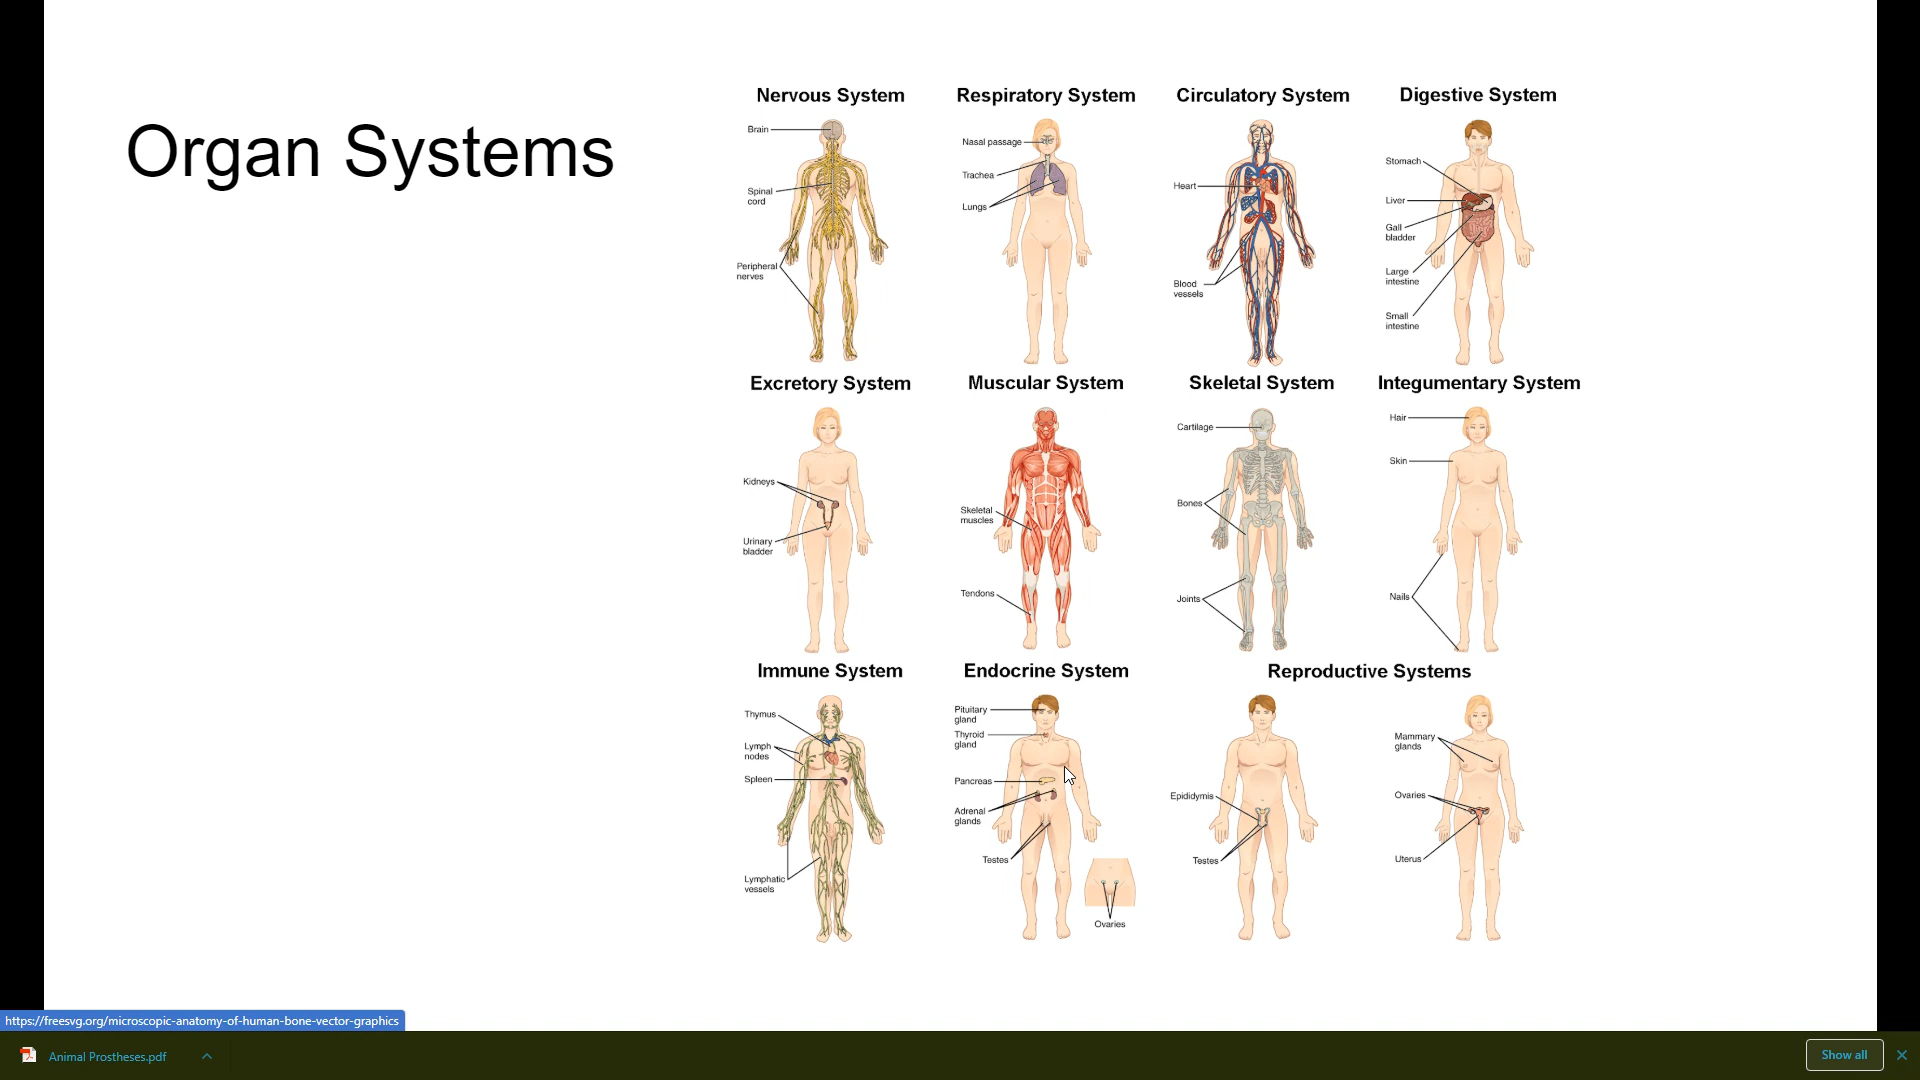 Organ Systems
Nervous System
Brain
Spinal
cord
Peripheral
nerves
Respiratory System
Nasal passage
Trachea
Lungs
Circulatory System
Heart
Blood
vessels
Digestive System
Stomach
Liver
Gall
bladder
Large
intestine
Small
intestine
Excretory System
Kidneys
Urinary
bladder
Muscular System
Skeletal
muscles
Tendons
Skeletal System
Cartilage
Bones
Joints
Integumentary System
Hair
Skin
Nails
Immune System
Thymus
Lymph
nodes
Spleen
Lymphatic
vessels
Endocrine System
Pituitary
gland
Thyroid
gland
Pancreas
Adrenal
glands
Testes
Ovaries
Reproductive Systems
Epididymis
Testes
Mammary
glands
Ovaries
Uterus
https://freesvg.org/microscopic-anatomy-of-human-bone-vector-graphics
Animal Prostheses.pdf
Show all